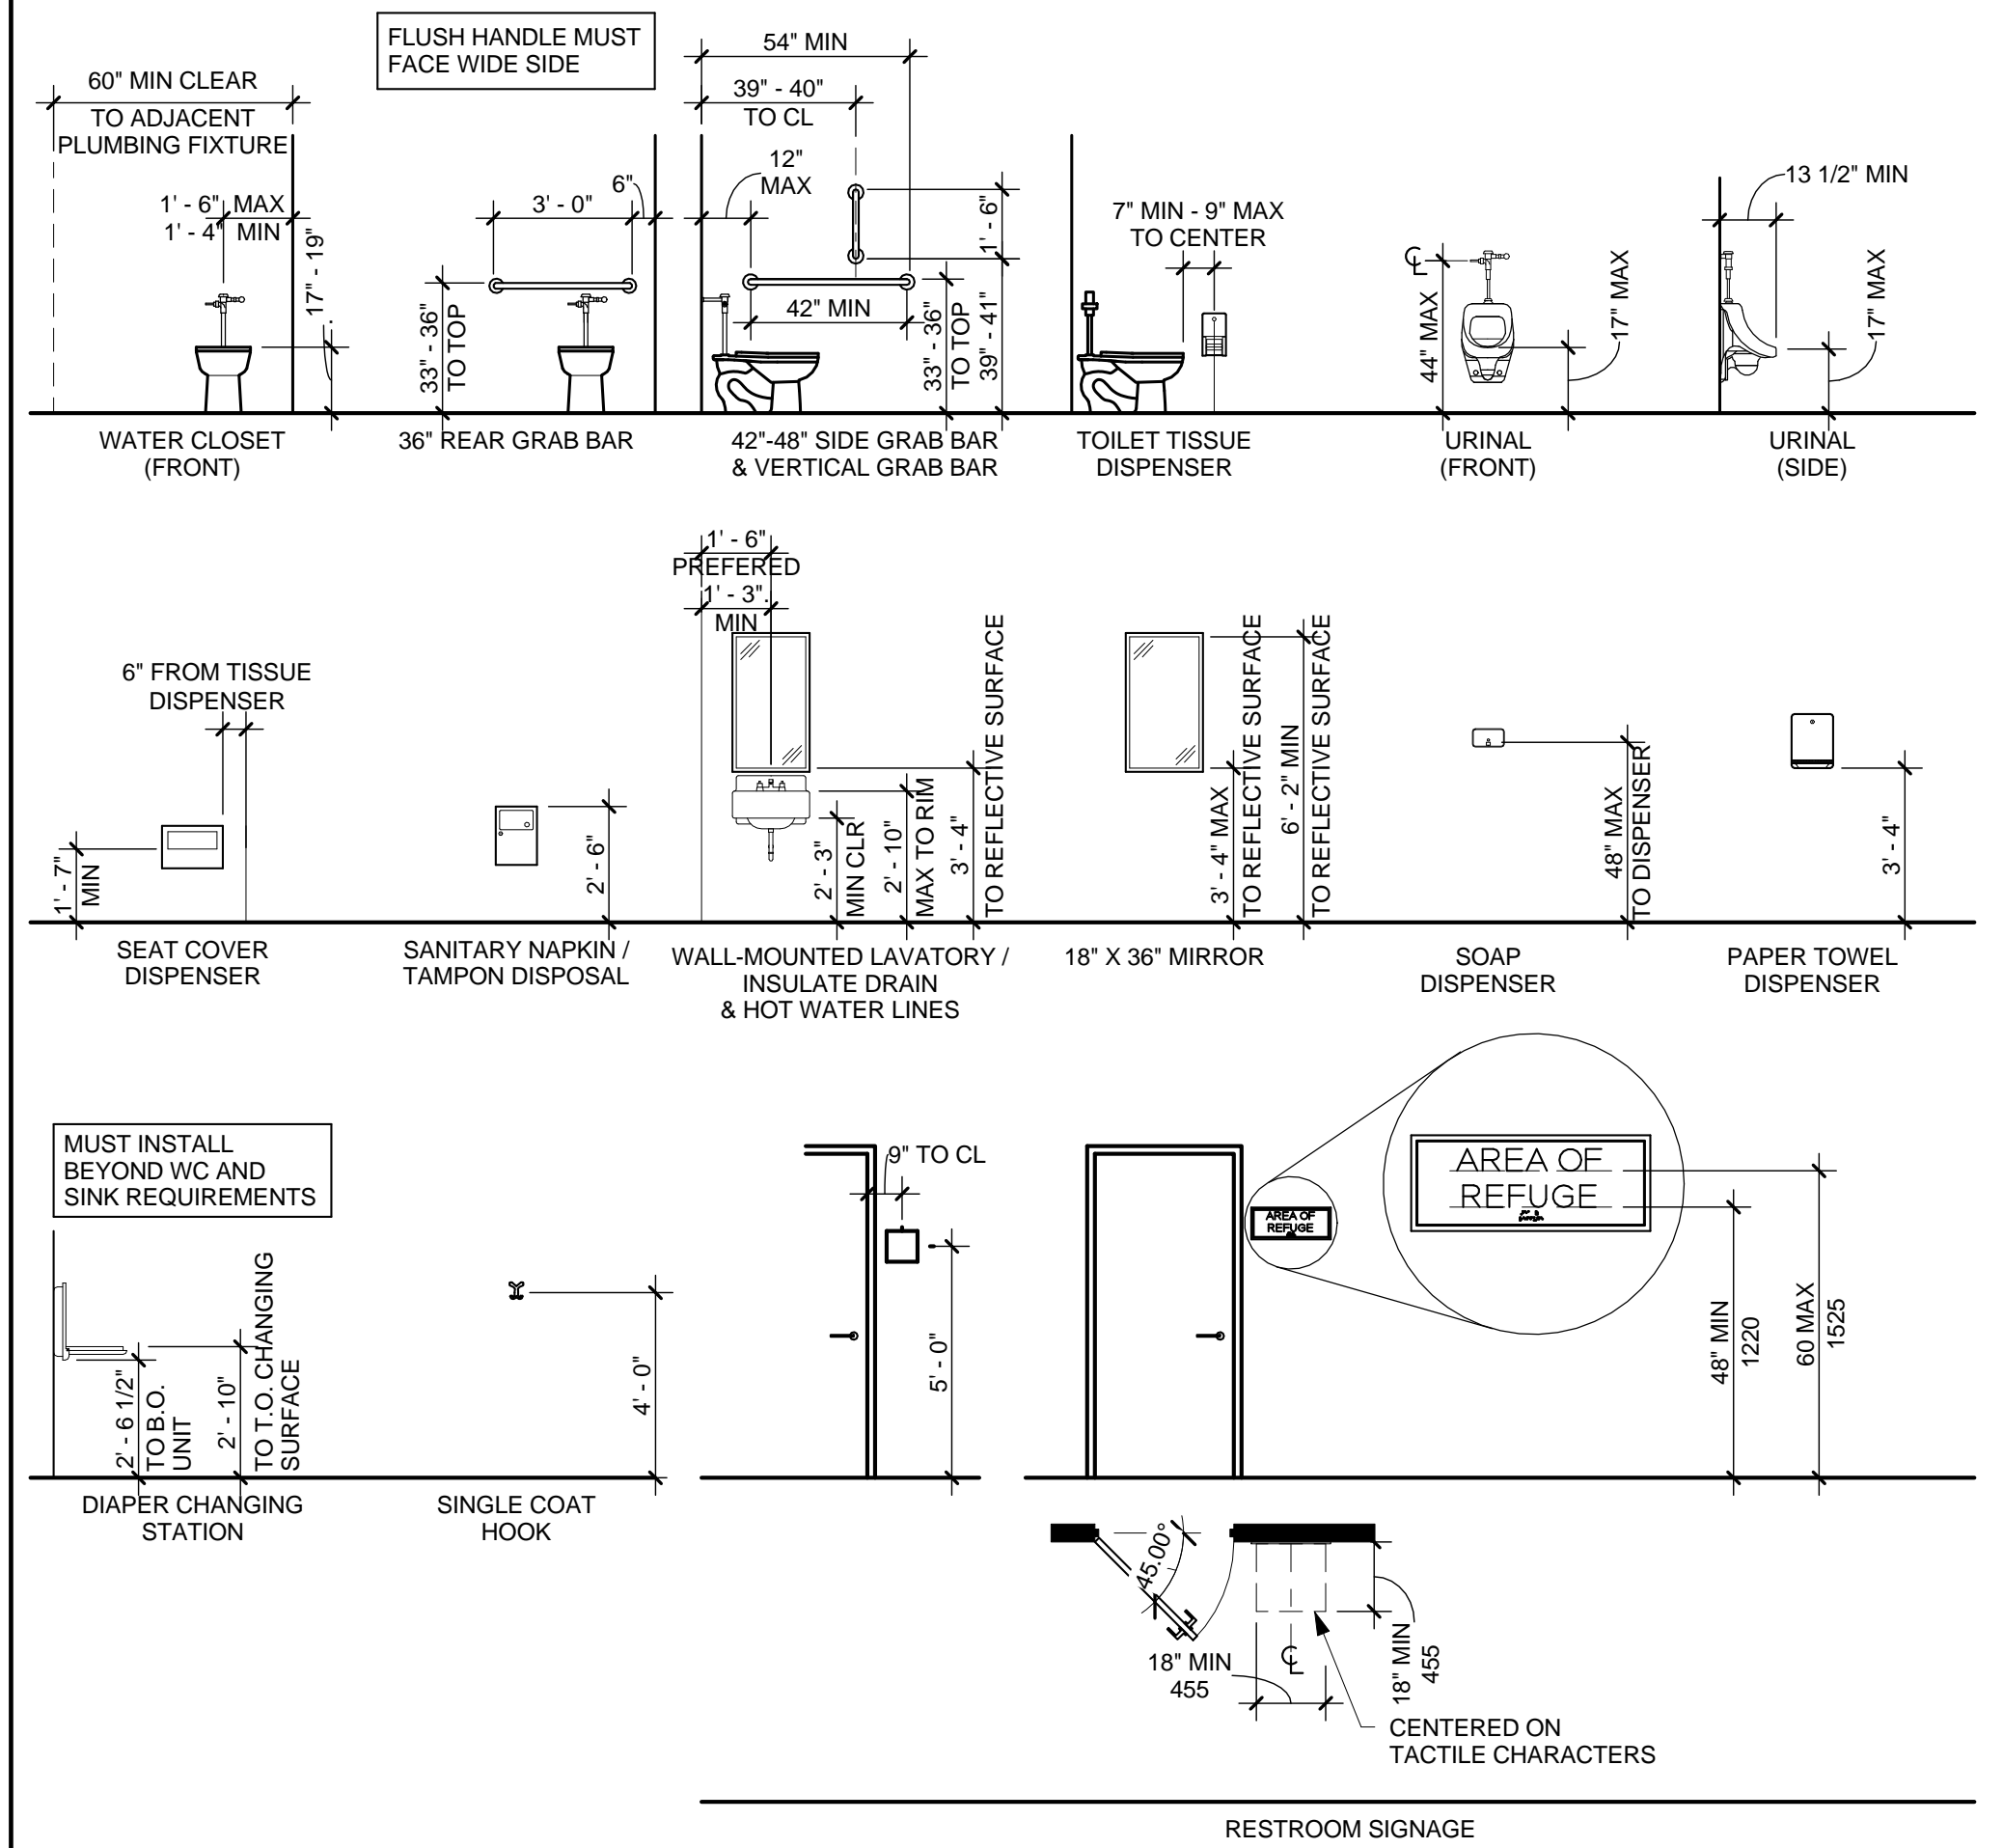 FLUSH HANDLE MUST
FACE WIDE SIDE
60" MIN CLEAR
TO ADJACENT
PLUMBING FIXTURE
1' - 6" MAX
1' - 4" MIN
17" - 19"
WATER CLOSET
(FRONT)
3' - 0"
6"
33" - 36"
TO TOP
36" REAR GRAB BAR
54" MIN
39" - 40"
TO CL
12"
MAX
42" MIN
1' - 6"
33" - 36"
TO TOP
39" - 41"
42"-48" SIDE GRAB BAR
& VERTICAL GRAB BAR
7" MIN - 9" MAX
TO CENTER
TOILET TISSUE
DISPENSER
44" MAX
17" MAX
URINAL
(FRONT)
13 1/2" MIN
17" MAX
URINAL
(SIDE)
6" FROM TISSUE
DISPENSER
1' - 7"
MIN
SEAT COVER
DISPENSER
2' - 6"
SANITARY NAPKIN /
TAMPON DISPOSAL
1' - 6"
PREFERED
1' - 3".
MIN
2' - 3"
MIN CLR
2' - 10"
MAX TO RIM
3' - 4"
TO REFLECTIVE SURFACE
WALL-MOUNTED LAVATORY /
INSULATE DRAIN
& HOT WATER LINES
3' - 4" MAX
TO REFLECTIVE SURFACE
6' - 2" MIN
TO REFLECTIVE SURFACE
18" X 36" MIRROR
48" MAX
TO DISPENSER
SOAP
DISPENSER
3' - 4"
PAPER TOWEL
DISPENSER
MUST INSTALL
BEYOND WC AND
SINK REQUIREMENTS
2' - 6 1/2"
TO B.O.
UNIT
2' - 10"
TO T.O. CHANGING
SURFACE
DIAPER CHANGING
STATION
4' - 0"
SINGLE COAT
HOOK
9" TO CL
5' - 0"
AREA OF
REFUGE
AREA OF
REFUGE
48" MIN
1220
60 MAX
1525
45.00°
18" MIN
455
18" MIN
455
CENTERED ON
TACTILE CHARACTERS
RESTROOM SIGNAGE